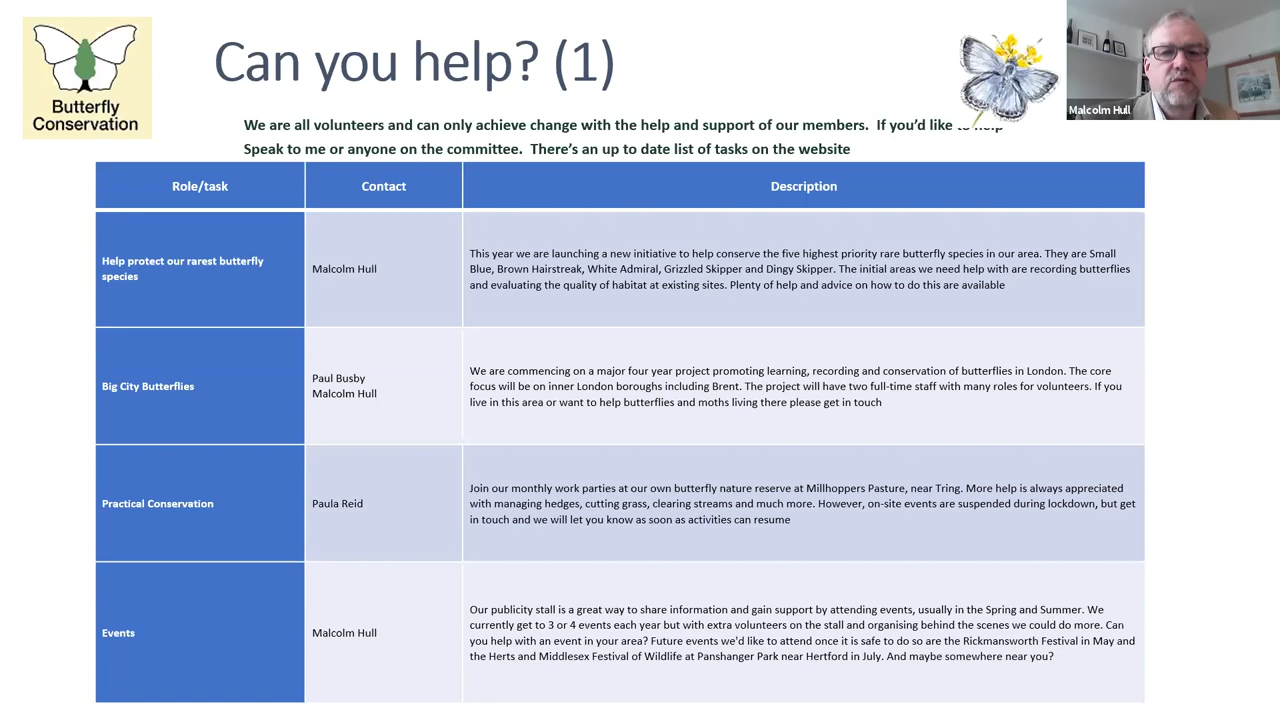 Butterfly
Conservation
Can you help? (1)
Malcolm Hull
We are all volunteers and can only achieve change with the help and support of our members.  If you'd like to help
Speak to me or anyone on the committee.  There's an up to date list of tasks on the website
Role/task
Contact
Description
Help protect our rarest butterfly
species
Malcolm Hull
This year we are launching a new initiative to help conserve the five highest priority rare butterfly species in our area. They are Small
Blue, Brown Hairstreak, White Admiral, Grizzled Skipper and Dingy Skipper. The initial areas we need help with are recording butterflies
and evaluating the quality of habitat at existing sites. Plenty of help and advice on how to do this are available
Big City Butterflies
Paul Busby
Malcolm Hull
We are commencing on a major four year project promoting learning, recording and conservation of butterflies in London. The core
focus will be on inner London boroughs including Brent. The project will have two full-time staff with many roles for volunteers. If you
live in this area or want to help butterflies and moths living there please get in touch
Practical Conservation
Paula Reid
Join our monthly work parties at our own butterfly nature reserve at Millhoppers Pasture, near Tring. More help is always appreciated
with managing hedges, cutting grass, clearing streams and much more. However, on-site events are suspended during lockdown, but get
in touch and we will let you know as soon as activities can resume
Events
Malcolm Hull
Our publicity stall is a great way to share information and gain support by attending events, usually in the Spring and Summer. We
currently get to 3 or 4 events each year but with extra volunteers on the stall and organising behind the scenes we could do more. Can
you help with an event in your area? Future events we'd like to attend once it is safe to do so are the Rickmansworth Festival in May and
the Herts and Middlesex Festival of Wildlife at Panshanger Park near Hertford in July. And maybe somewhere near you?